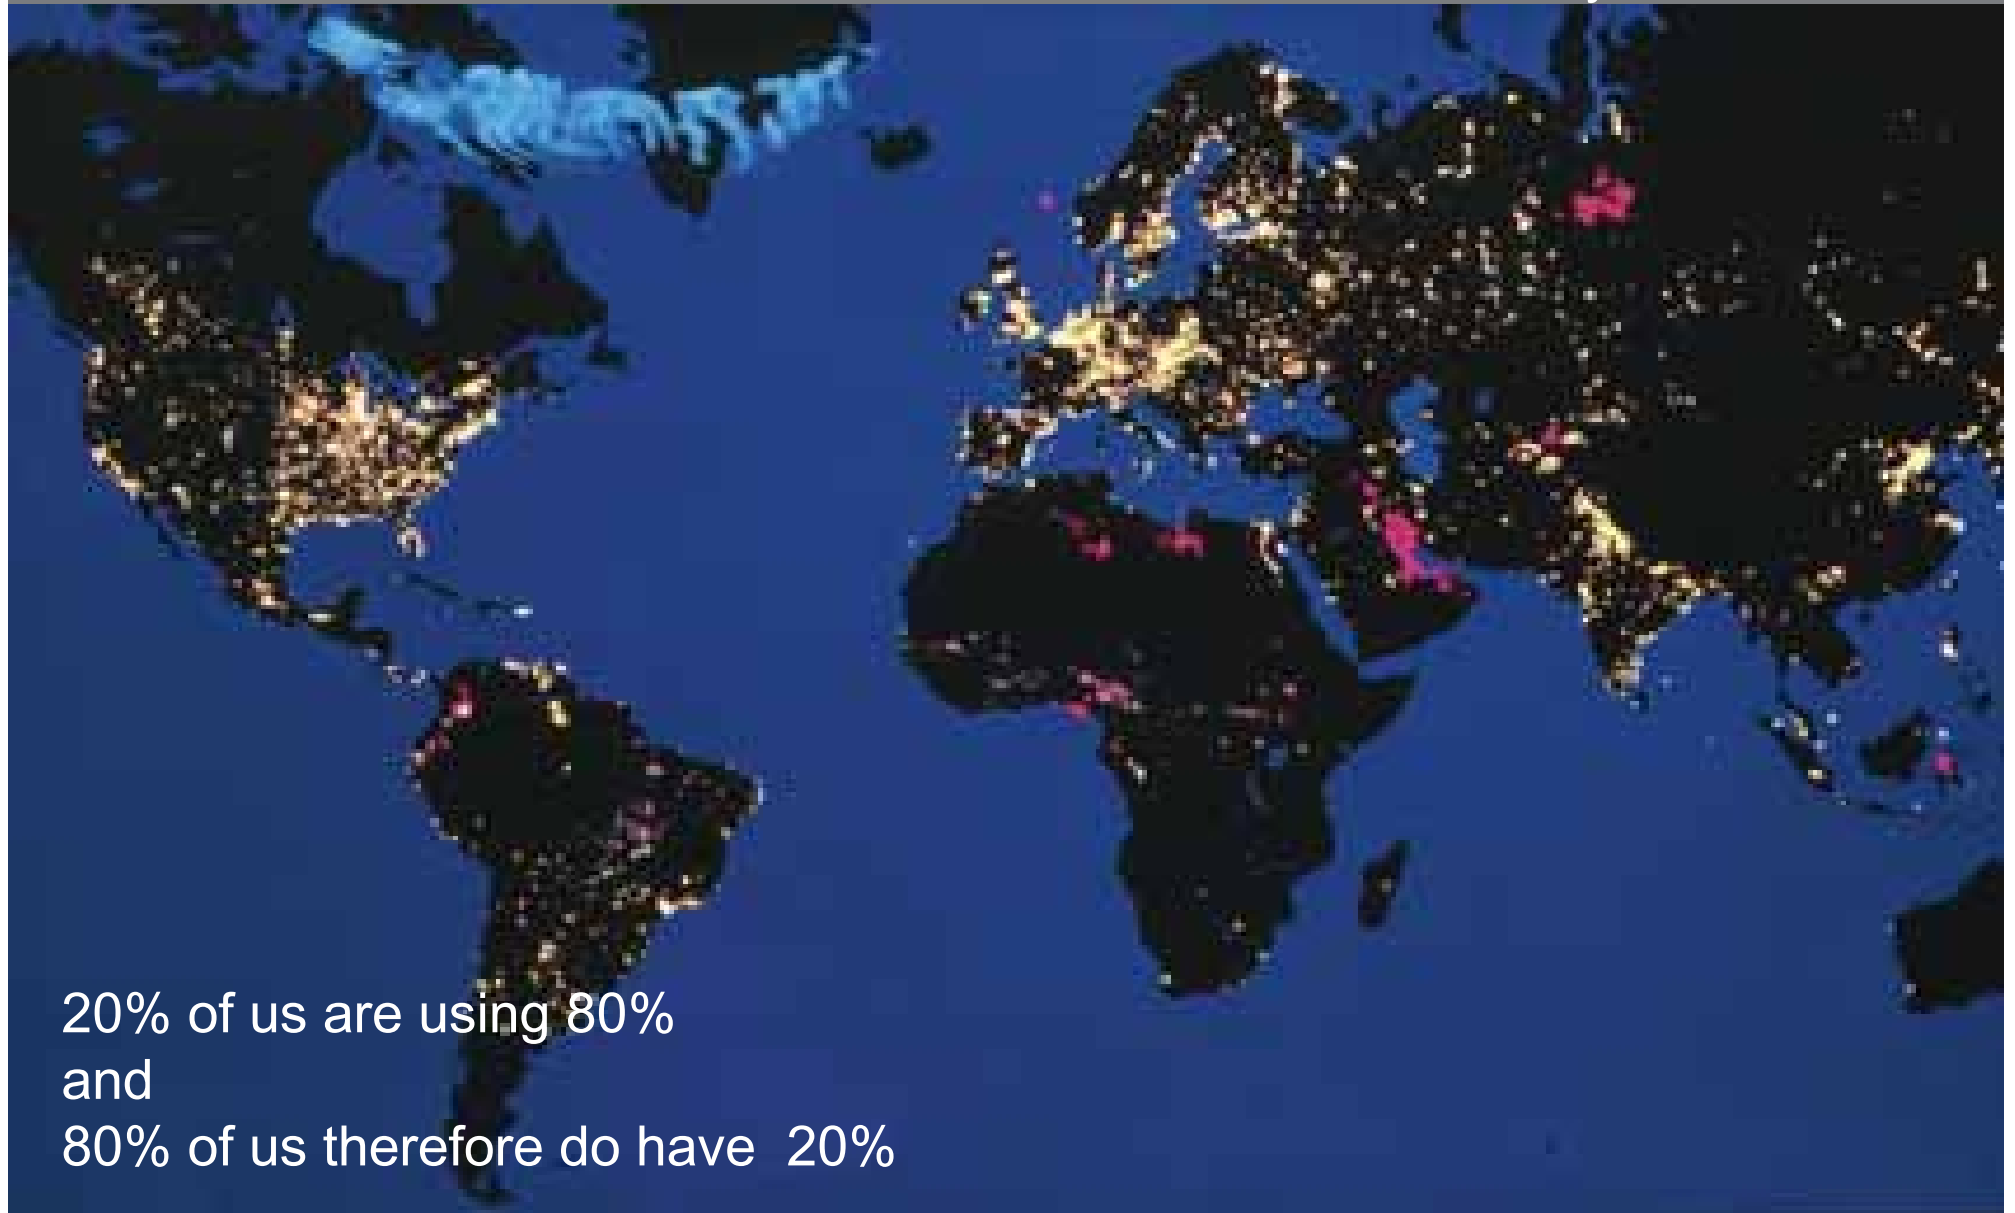 20% of us are using 80%
and
80% of us therefore do have  20%